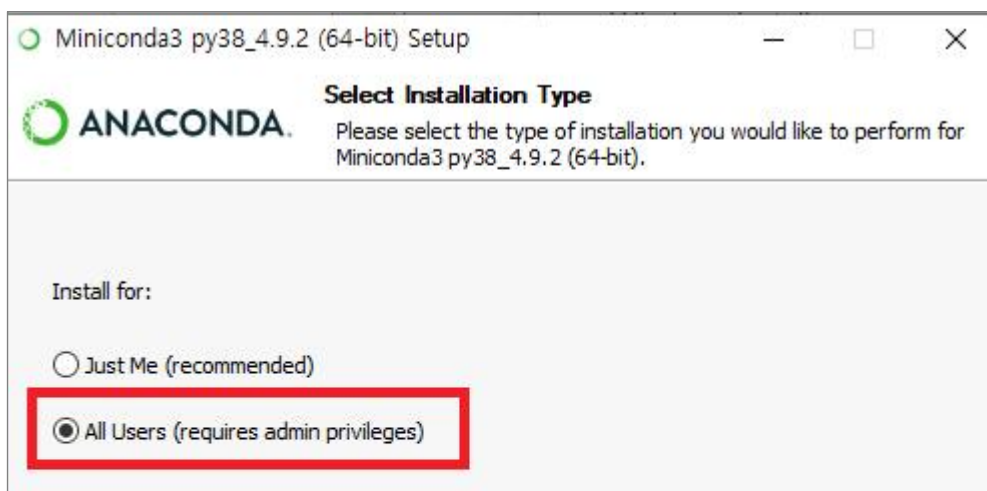 Miniconda3 py38_4.9.2 (64-bit) Setup
ANACONDA.
Select Installation Type
Please select the type of installation you would like to perform for
Miniconda3 py38_4.9.2 (64-bit).
Install for:
Just Me (recommended)
All Users (requires admin privileges)